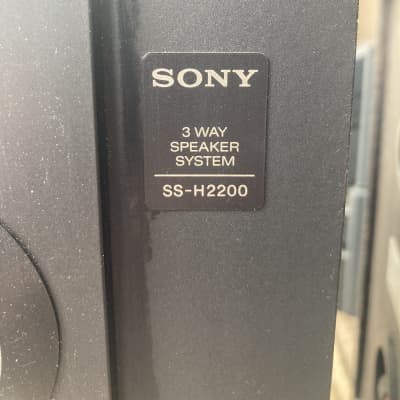 SONY
3 WAY
SPEAKER
SYSTEM
SS-H2200